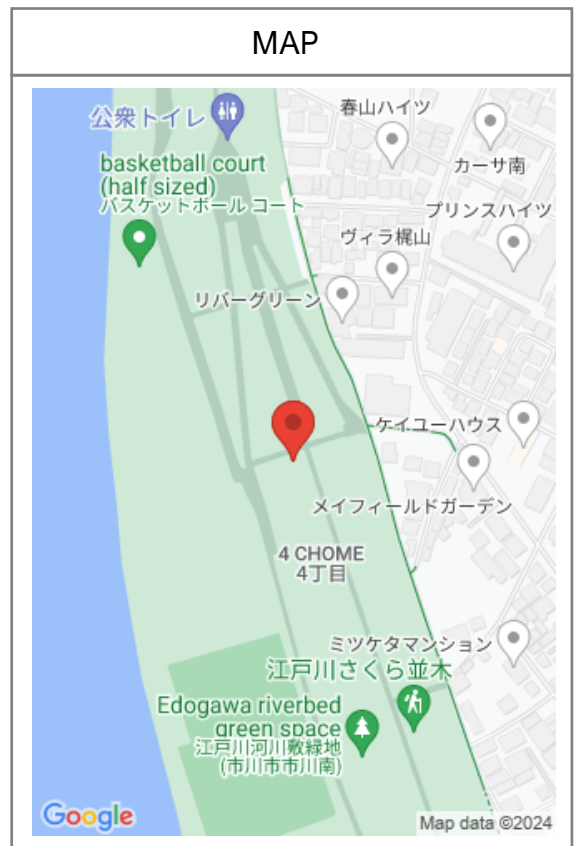 MAP
公衆トイレ
春山ハイツ
カーサ南
basketball court
(half sized)
バスケットボール コート
プリンスハイツ
ヴィラ梶山
リバーグリーン
ケイユーハウス
メイフィールドガーデン
4 CHOME
4丁目
ミツケタマンション
江戸川さくら並木
Edogawa riverbed
green space
江戸川河川敷緑地
(市川市市川南)
Google
Map data ©2024